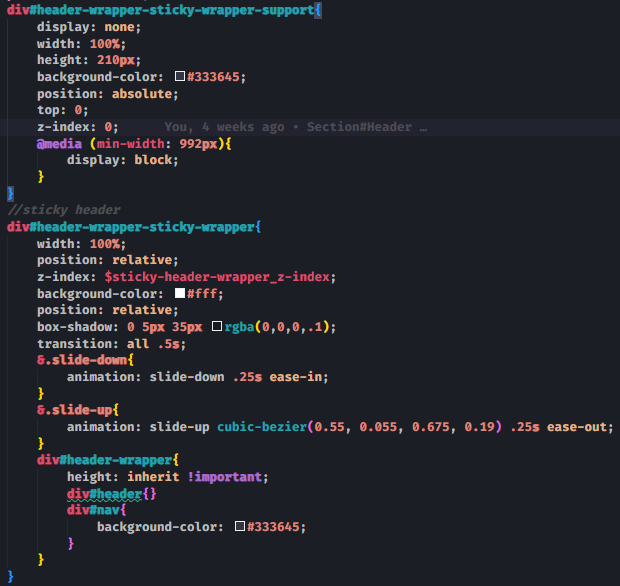 div#header-wrapper-sticky-wrapper-support{
    display: none;
    width: 100%;
    height: 210px;
    background-color: #333645;
    position: absolute;
    top: 0;
    z-index: 0;      You, 4 weeks ago • Section#Header …
    @media (min-width: 992px){
        display: block;
    }
}
//sticky header
div#header-wrapper-sticky-wrapper{
    width: 100%;
    position: relative;
    z-index: $sticky-header-wrapper_z-index;
    background-color: #fff;
    position: relative;
    box-shadow: 0 5px 35px rgba(0,0,0,.1);
    transition: all .5s;
    &.slide-down{
        animation: slide-down .25s ease-in;
    }
    &.slide-up{
        animation: slide-up cubic-bezier(0.55, 0.055, 0.675, 0.19) .25s ease-out;
    }
    div#header-wrapper{
        height: inherit !important;
        div#header{}
        div#nav{
            background-color: #333645;
        }
    }
}